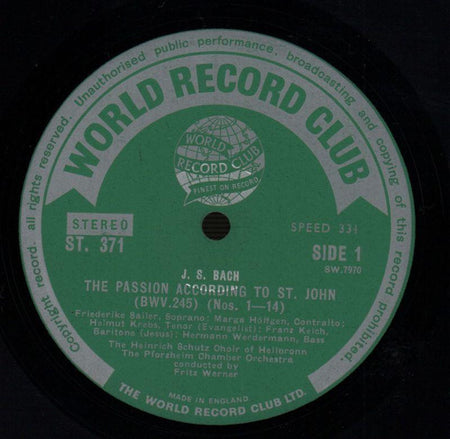 Copyright record. all rights reserved. Unauthorised public performance, broadcasting and copying of this record prohibited.
WORLD RECORD CLUB
WORLD
RECORD CLUB
FINEST ON RECORD
STEREO
ST. 371
SPEED 33⅓
SIDE 1
SW.7970
J. S. BACH
THE PASSION ACCORDING TO ST. JOHN
(BWV.245) (Nos. 1—14)
Friederike Sailer, Soprano; Marga Höffgen, Contralto;
Helmut Krebs, Tenor (Evangelist); Franz Kelch,
Baritone (Jesus); Hermann Werdermann, Bass
The Heinrich Schutz Choir of Heilbronn
The Pforzheim Chamber Orchestra
conducted by
Fritz Werner
MADE IN ENGLAND
THE WORLD RECORD CLUB LTD.